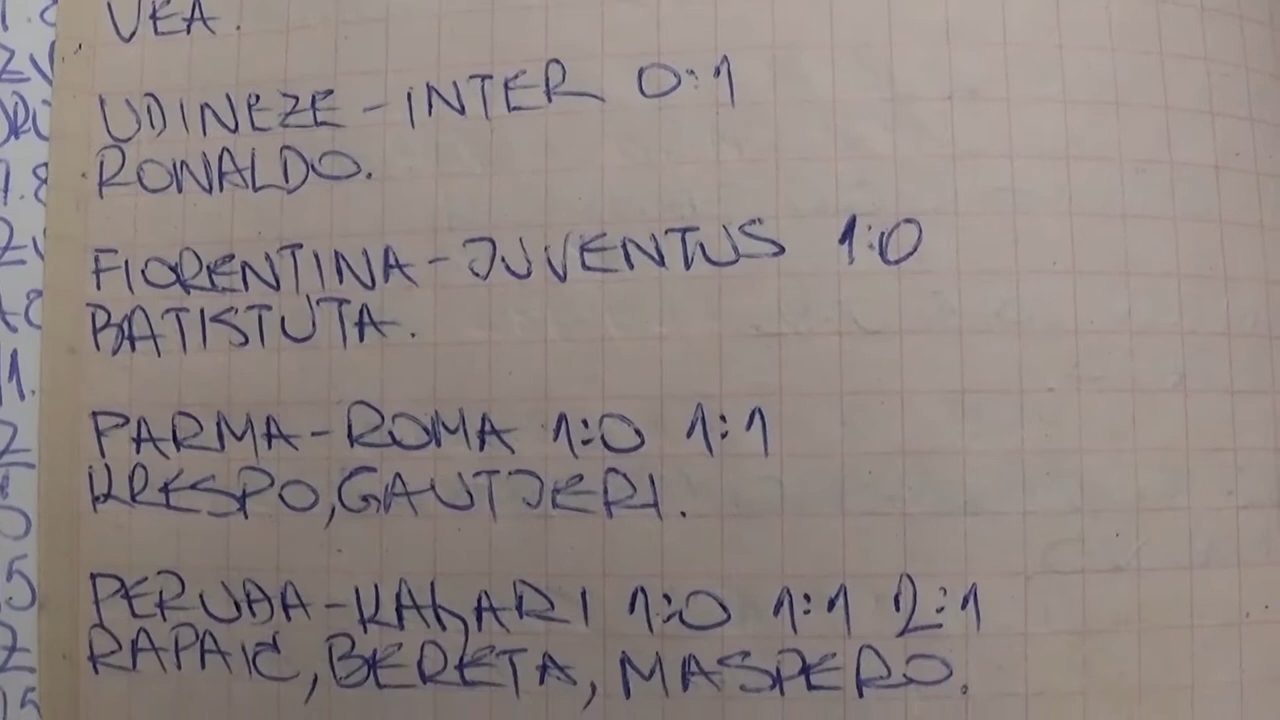 VEA.
UDINEZE-INTER 0:1
RONALDO.
FIORENTINA-JUVENTUS 1:0
BATISTUTA.
PARMA-ROMA 1:0 1:1
KRESPO, GAUTJERI.
PERUĐA-KALJARI 1:0 1:1 2:1
RAPAIĆ, BERETA, MASPERO.